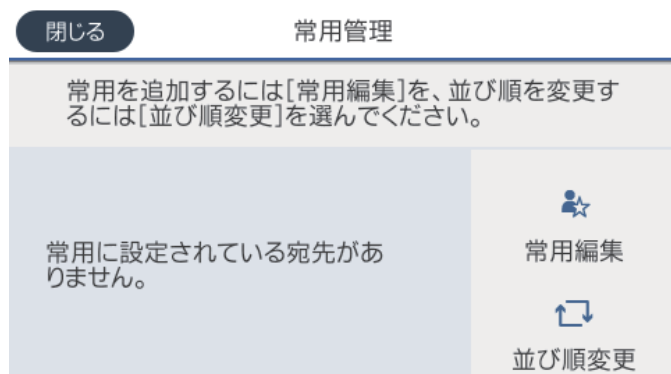 閉じる
常用管理
常用を追加するには[常用編集]を、並び順を変更す
るには[並び順変更]を選んでください。
常用に設定されている宛先があ
りません。
常用編集
並び順変更